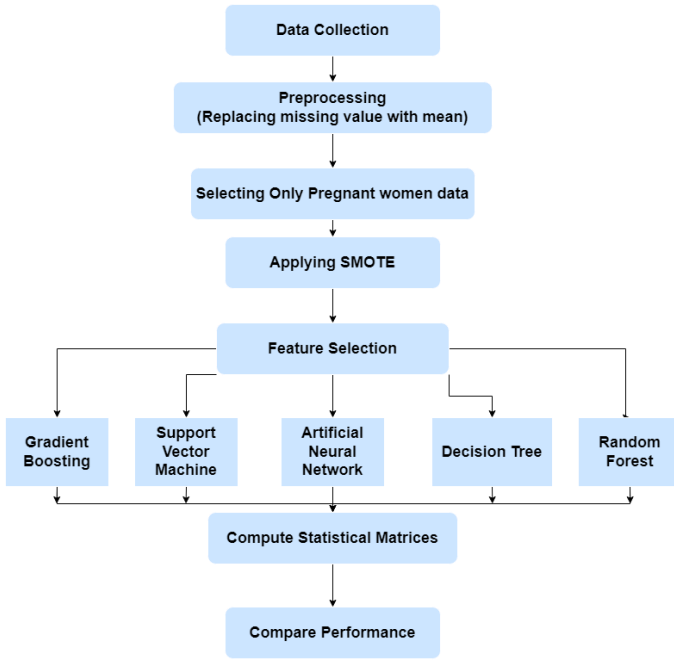 Data Collection
Preprocessing
(Replacing missing value with mean)
Selecting Only Pregnant women data
Applying SMOTE
Feature Selection
Gradient
Boosting
Support
Vector
Machine
Artificial
Neural
Network
Decision Tree
Random
Forest
Compute Statistical Matrices
Compare Performance